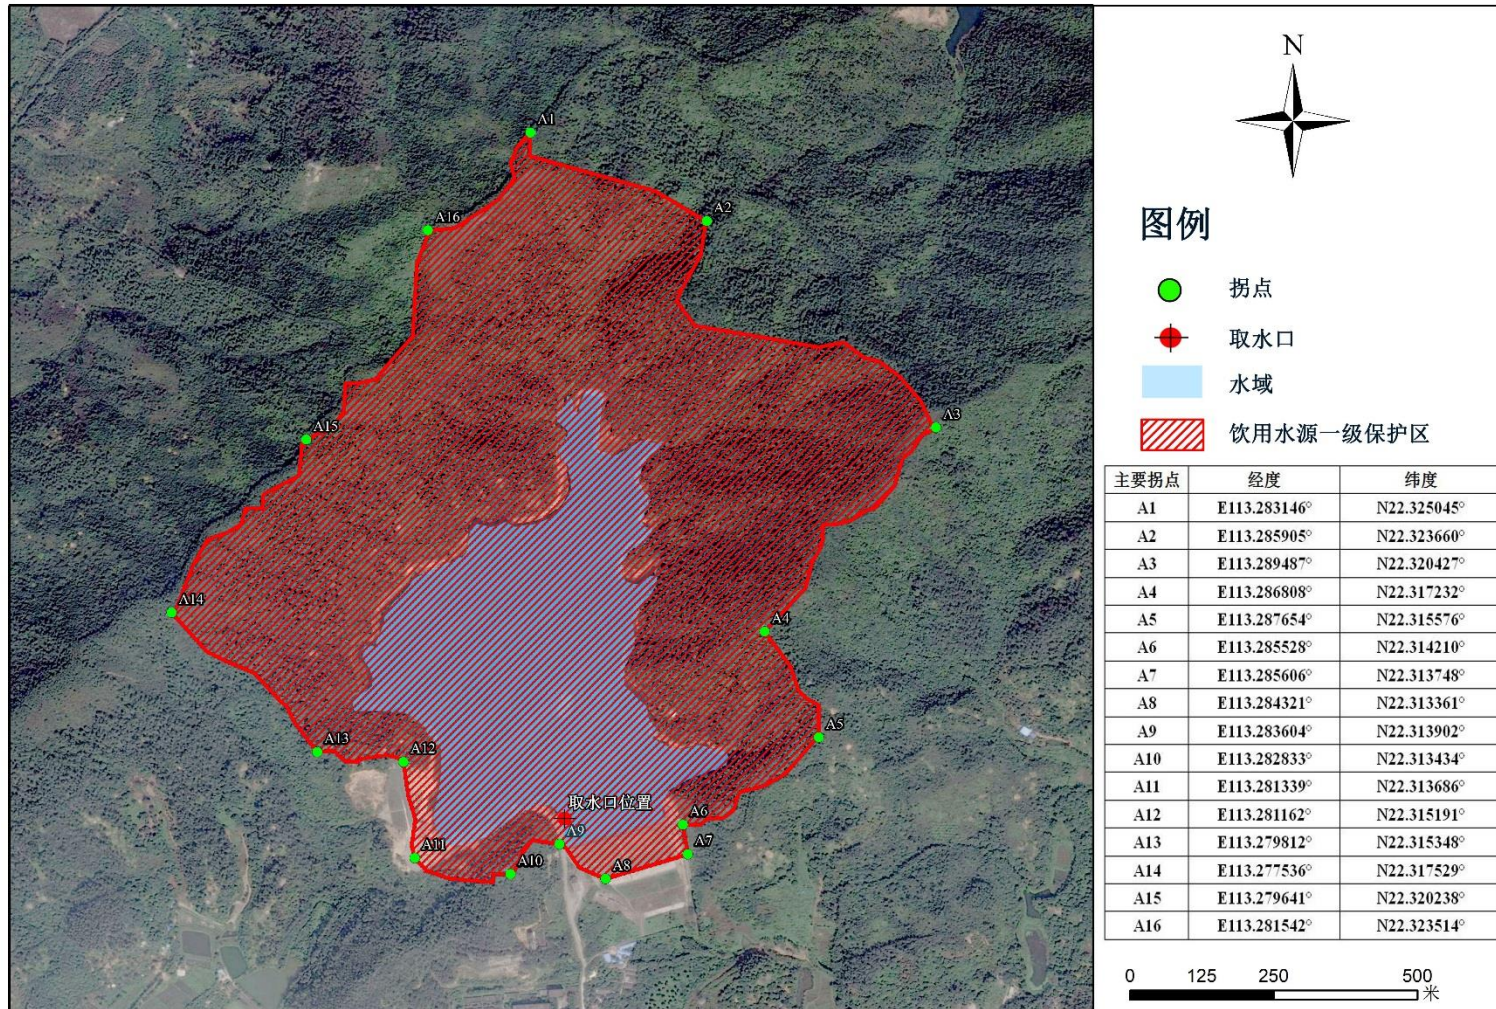 A1
A2
A16
A3
A15
A14
A4
A5
A13
A12
取水口位置
A6
A9
A7
A11
A10
A8
N
图例
拐点
取水口
水域
饮用水源一级保护区
主要拐点 经度 纬度
A1 E113.283146° N22.325045°
A2 E113.285905° N22.323660°
A3 E113.289487° N22.320427°
A4 E113.286808° N22.317232°
A5 E113.287654° N22.315576°
A6 E113.285528° N22.314210°
A7 E113.285606° N22.313748°
A8 E113.284321° N22.313361°
A9 E113.283604° N22.313902°
A10 E113.282833° N22.313434°
A11 E113.281339° N22.313686°
A12 E113.281162° N22.315191°
A13 E113.279812° N22.315348°
A14 E113.277536° N22.317529°
A15 E113.279641° N22.320238°
A16 E113.281542° N22.323514°
0 125 250 500
米